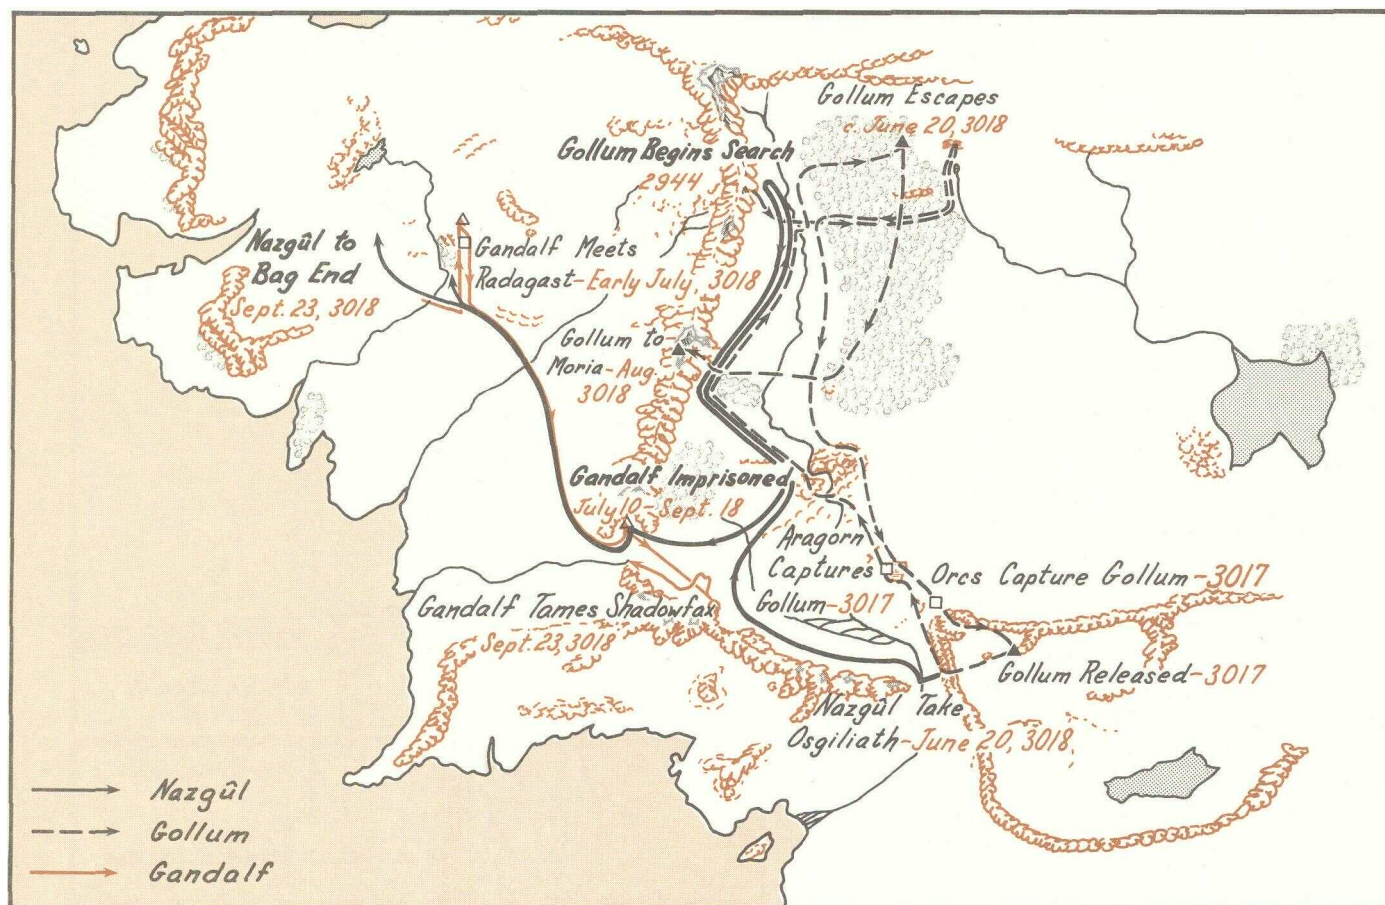 Gollum Escapes
c. June 20, 3018
Gollum Begins Search
2944
Nazgûl to
Bag End
Sept. 23, 3018
Gandalf Meets
Radagast-Early July, 3018
Gollum to
Moria-Aug.
3018
Gandalf Imprisoned
July 10-Sept. 18
Aragorn
Captures
Gollum-3017
Orcs Capture Gollum-3017
Gandalf Tames Shadowfax
Sept. 23, 3018
Gollum Released-3017
Nazgûl Take
Osgiliath-June 20, 3018
Nazgûl
Gollum
Gandalf